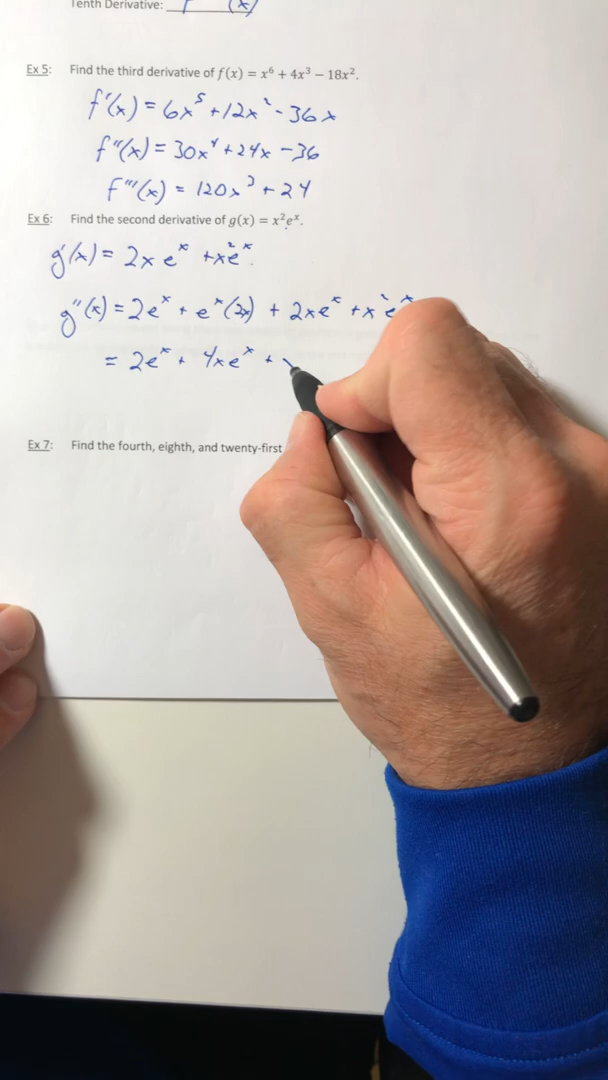 Tenth Derivative: (x)
Ex 5: Find the third derivative of f(x) = x⁶ + 4x³ − 18x².
f'(x) = 6x⁵ + 12x² - 36x
f''(x) = 30x⁴ + 24x - 36
f'''(x) = 120x³ + 24
Ex 6: Find the second derivative of g(x) = x²eˣ.
g'(x) = 2x eˣ + x²eˣ
g''(x) = 2eˣ + eˣ(2x) + 2xeˣ + x²eˣ
= 2eˣ + 4xeˣ +
Ex 7: Find the fourth, eighth, and twenty-first